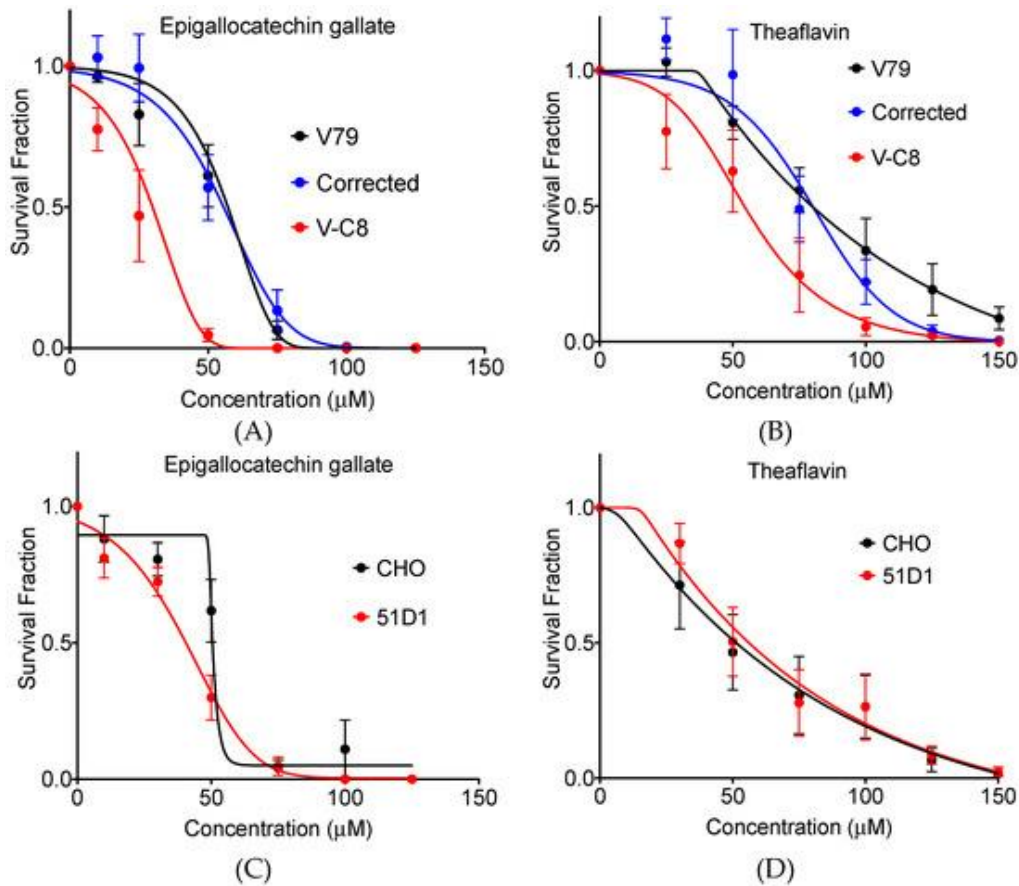 Epigallocatechin gallate
Survival Fraction
1.0
0.5
0.0
V79
Corrected
V-C8
0
50
100
150
Concentration (μM)
(A)
Theaflavin
Survival Fraction
1.0
0.5
0.0
V79
Corrected
V-C8
0
50
100
150
Concentration (μM)
(B)
Epigallocatechin gallate
Survival Fraction
1.0
0.5
0.0
CHO
51D1
0
50
100
150
Concentration (μM)
(C)
Theaflavin
Survival Fraction
1.0
0.5
0.0
CHO
51D1
0
50
100
150
Concentration (μM)
(D)